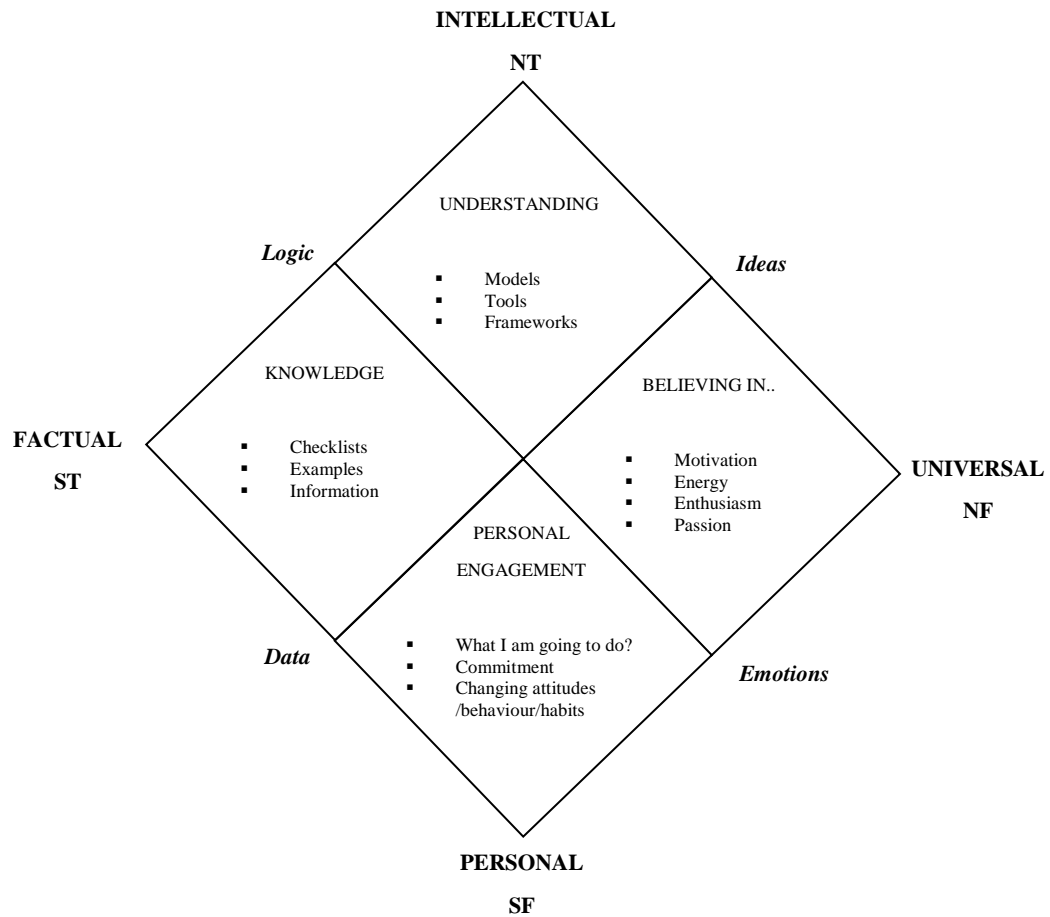 INTELLECTUAL
NT
UNDERSTANDING
Logic
Ideas
▪ Models
▪ Tools
▪ Frameworks
KNOWLEDGE
BELIEVING IN..
FACTUAL
ST
▪ Checklists
▪ Examples
▪ Information
▪ Motivation
▪ Energy
▪ Enthusiasm
▪ Passion
UNIVERSAL
NF
PERSONAL
ENGAGEMENT
▪ What I am going to do?
▪ Commitment
▪ Changing attitudes
/behaviour/habits
Data
Emotions
PERSONAL
SF